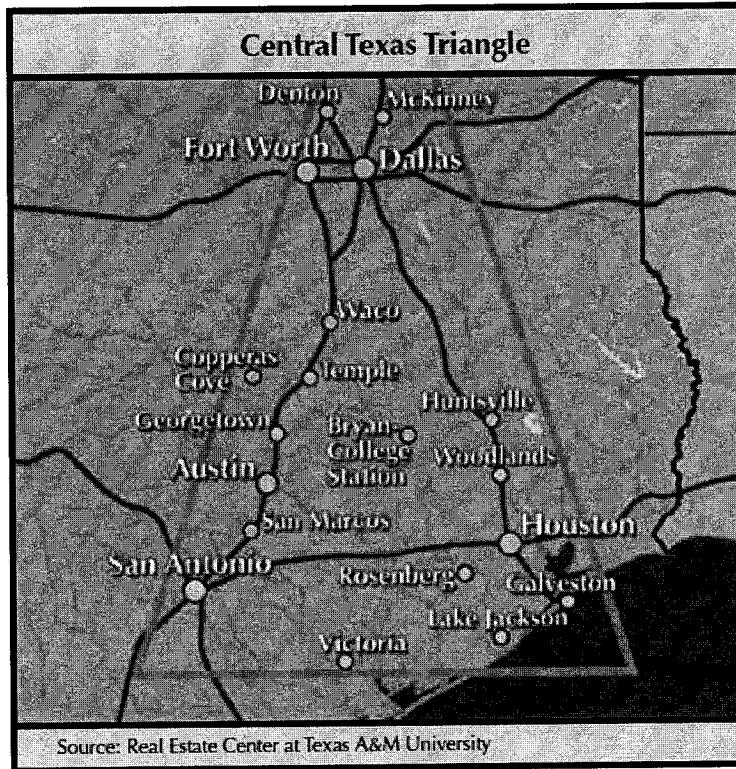 Central Texas Triangle
Denton
McKinney
Fort Worth
Dallas
Waco
Copperas
Cove
Temple
Huntsville
Georgetown
Bryan-
College
Station
Woodlands
Austin
San Marcos
Houston
San Antonio
Rosenberg
Galveston
Lake Jackson
Victoria
Source: Real Estate Center at Texas A&M University